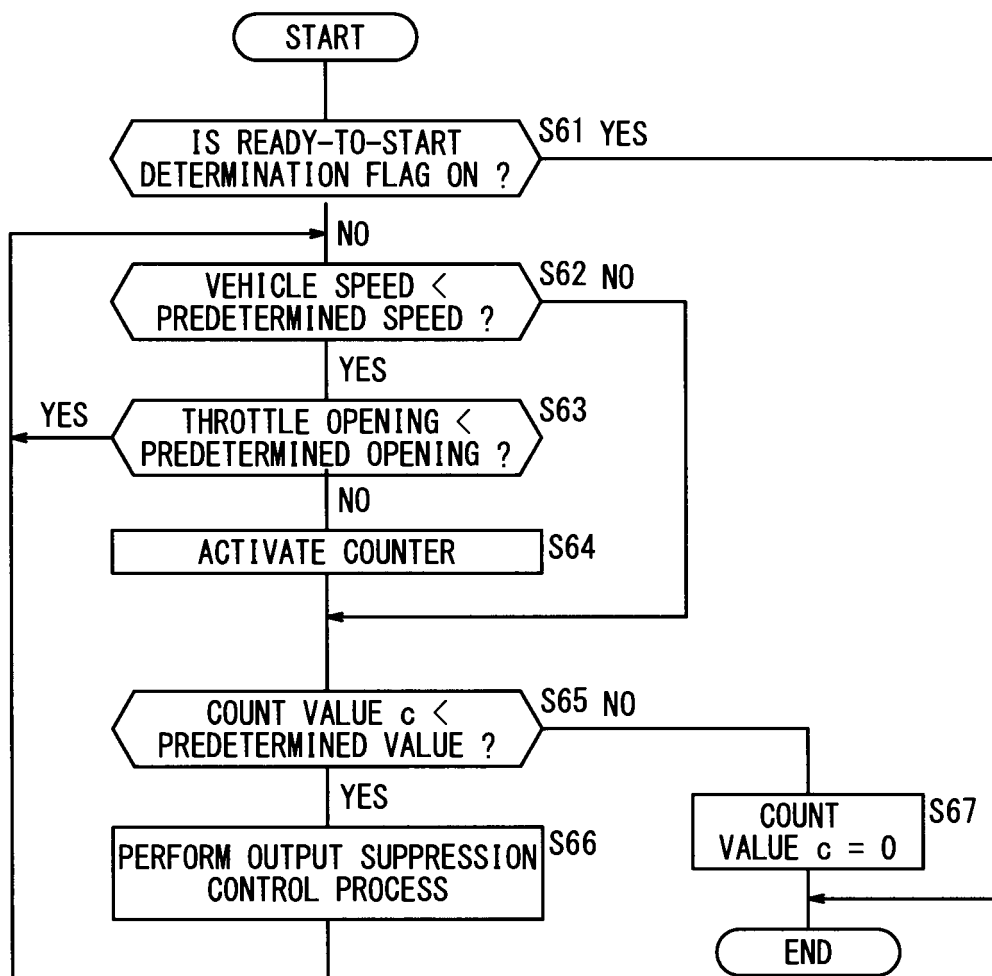 START
IS READY-TO-START
DETERMINATION FLAG ON ?
S61 YES
NO
VEHICLE SPEED <
PREDETERMINED SPEED ?
S62 NO
YES
YES
THROTTLE OPENING <
PREDETERMINED OPENING ?
S63
NO
ACTIVATE COUNTER
S64
COUNT VALUE c <
PREDETERMINED VALUE ?
S65 NO
YES
PERFORM OUTPUT SUPPRESSION
CONTROL PROCESS
S66
COUNT
VALUE c = 0
S67
END